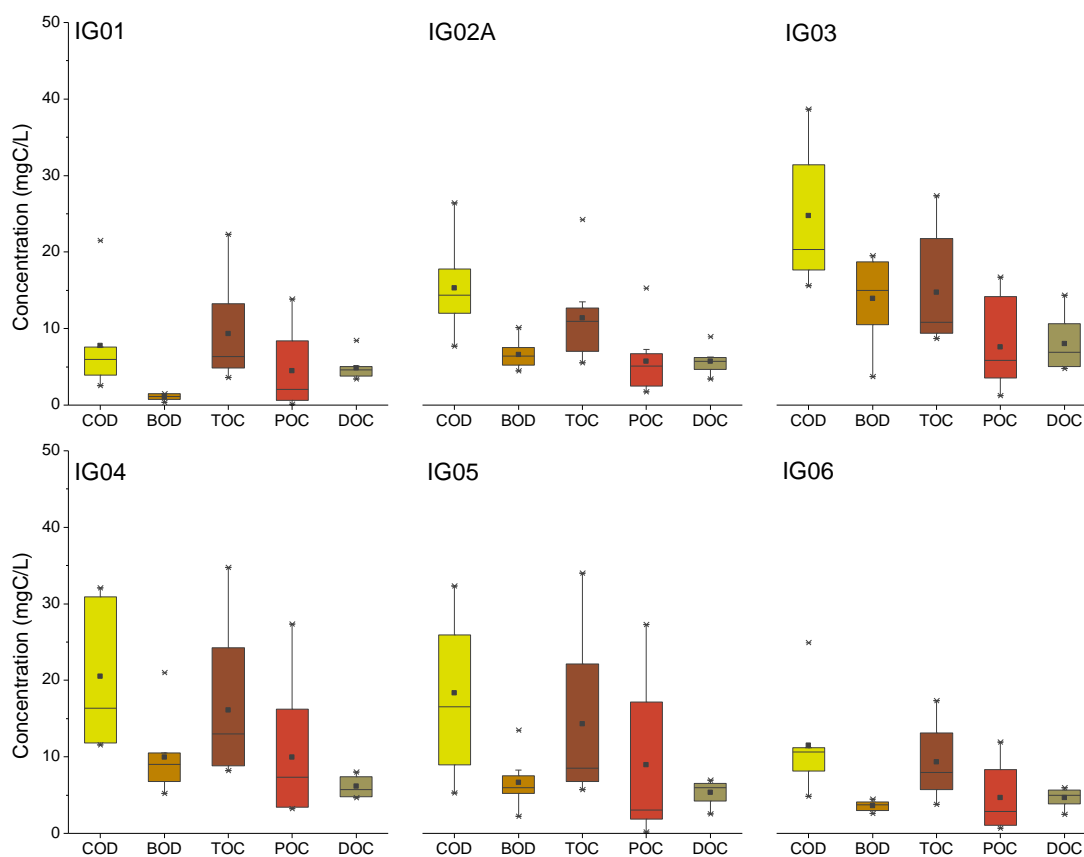 IG01
IG02A
IG03
50
40
30
20
10
0
Concentration (mgC/L)
COD BOD TOC POC DOC
COD BOD TOC POC DOC
COD BOD TOC POC DOC
IG04
IG05
IG06
50
40
30
20
10
0
Concentration (mgC/L)
COD BOD TOC POC DOC
COD BOD TOC POC DOC
COD BOD TOC POC DOC